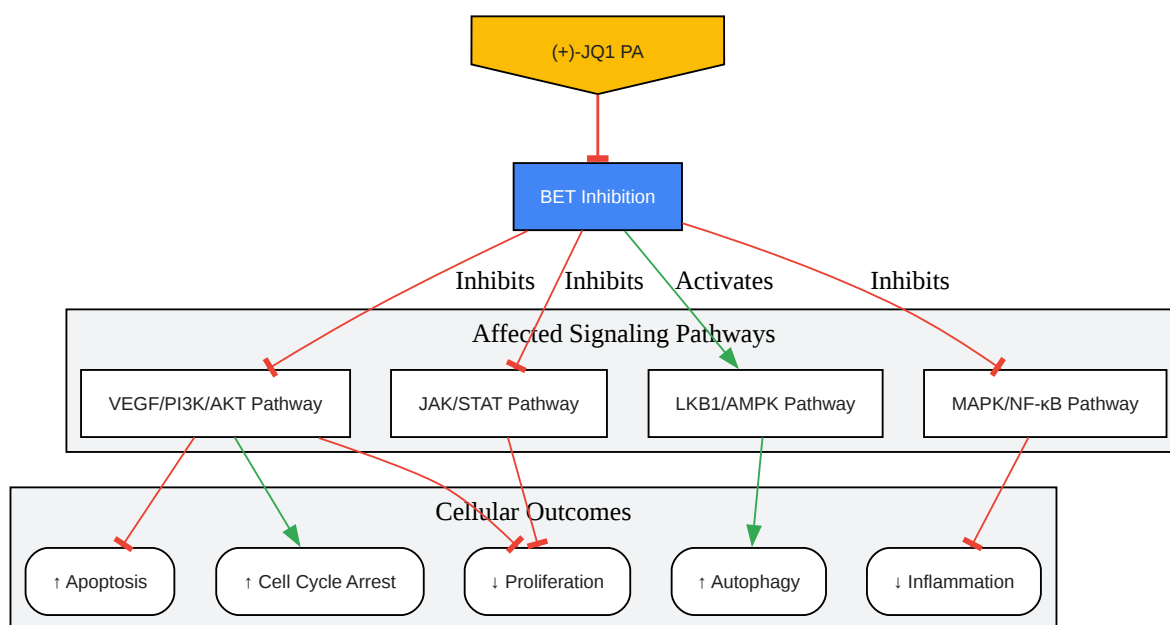 (+)-JQ1 PA
BET Inhibition
Inhibits
Inhibits
Activates
Inhibits
Affected Signaling Pathways
VEGF/PI3K/AKT Pathway
JAK/STAT Pathway
LKB1/AMPK Pathway
MAPK/NF-κB Pathway
Cellular Outcomes
↑ Apoptosis
↑ Cell Cycle Arrest
↓ Proliferation
↑ Autophagy
↓ Inflammation